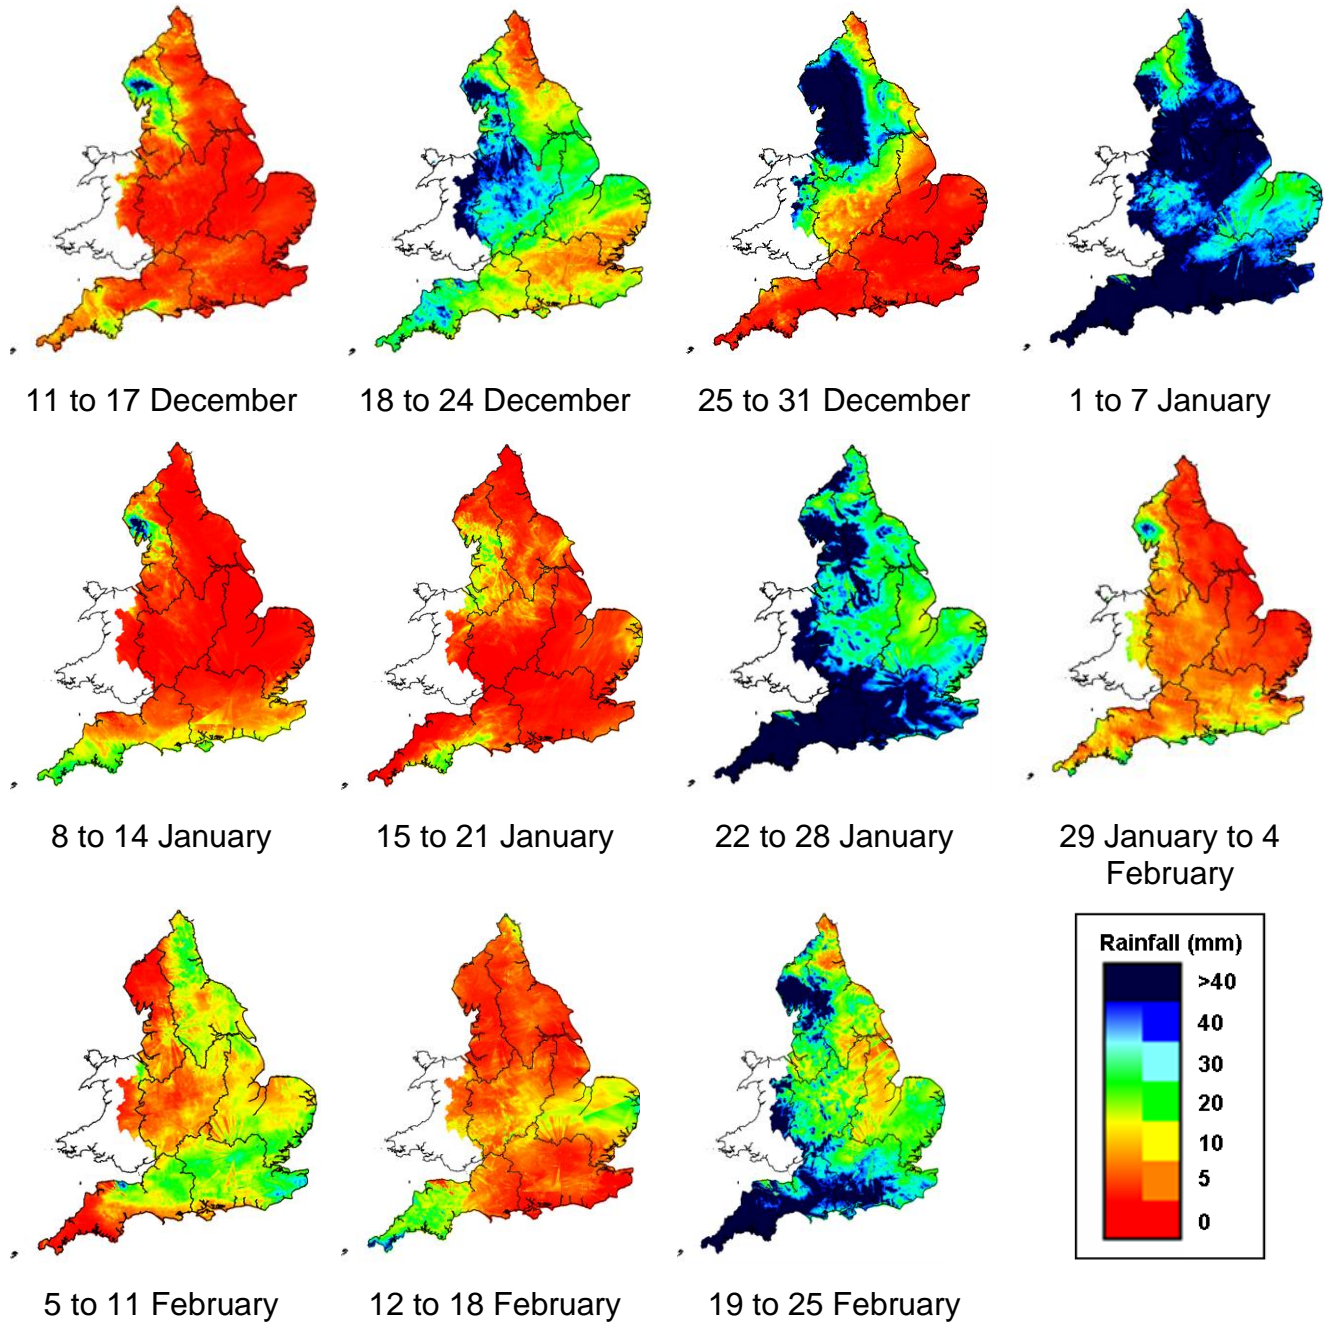 11 to 17 December
18 to 24 December
25 to 31 December
1 to 7 January
8 to 14 January
15 to 21 January
22 to 28 January
29 January to 4
February
Rainfall (mm)
>40
40
30
20
10
5
0
5 to 11 February
12 to 18 February
19 to 25 February